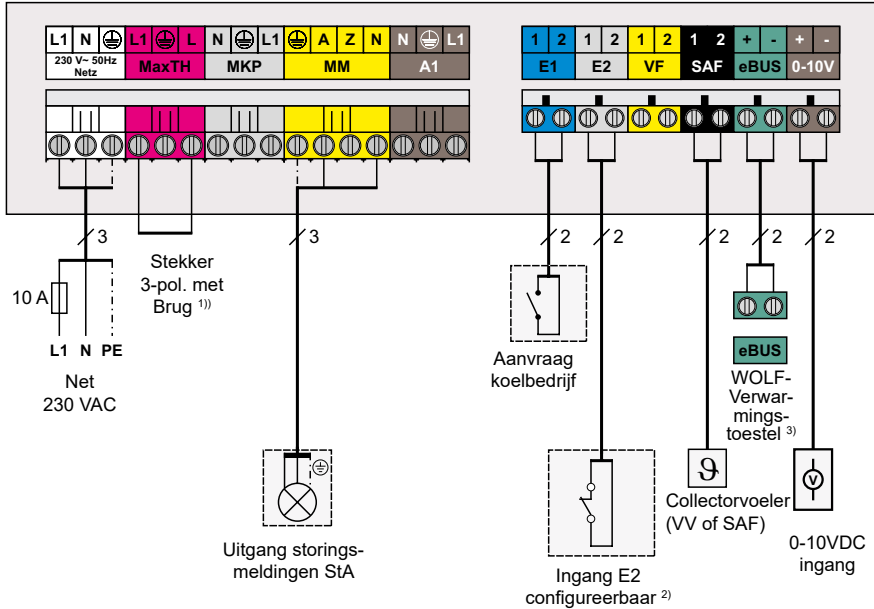 L1 N L1 L N L1 A Z N N L1
230 V~ 50Hz
Netz
MaxTH MKP MM A1
1 2 1 2 1 2 1 2 + - + -
E1 E2 VF SAF eBUS 0-10V
3 3 2 2 2 2 2
10 A
L1 N PE
Net
230 VAC
Stekker
3-pol. met
Brug 1))
Uitgang storings-
meldingen StA
Aanvraag
koelbedrijf
Ingang E2
configureerbaar 2)
ϑ
Collectorvoeler
(VV of SAF)
eBUS
WOLF-
Verwar-
mings-
toestel 3)
V
0-10VDC
ingang